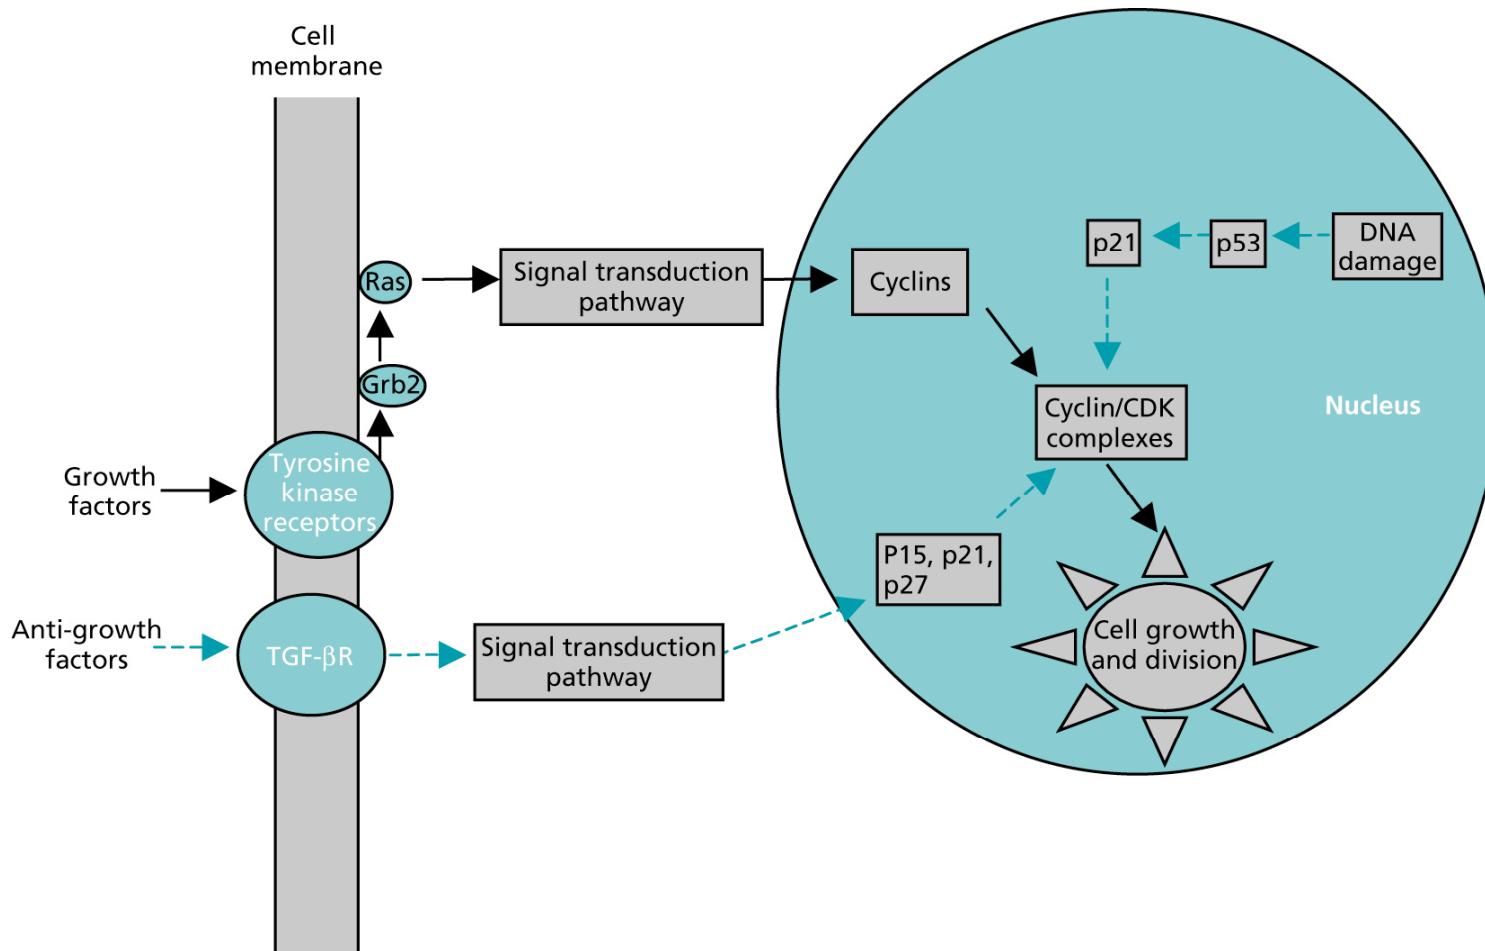 Cell
membrane
Ras
Signal transduction
pathway
Cyclins
p21
p53
DNA
damage
Grb2
Cyclin/CDK
complexes
Nucleus
Growth
factors
Tyrosine
kinase
receptors
P15, p21,
p27
Anti-growth
factors
TGF-βR
Signal transduction
pathway
Cell growth
and division